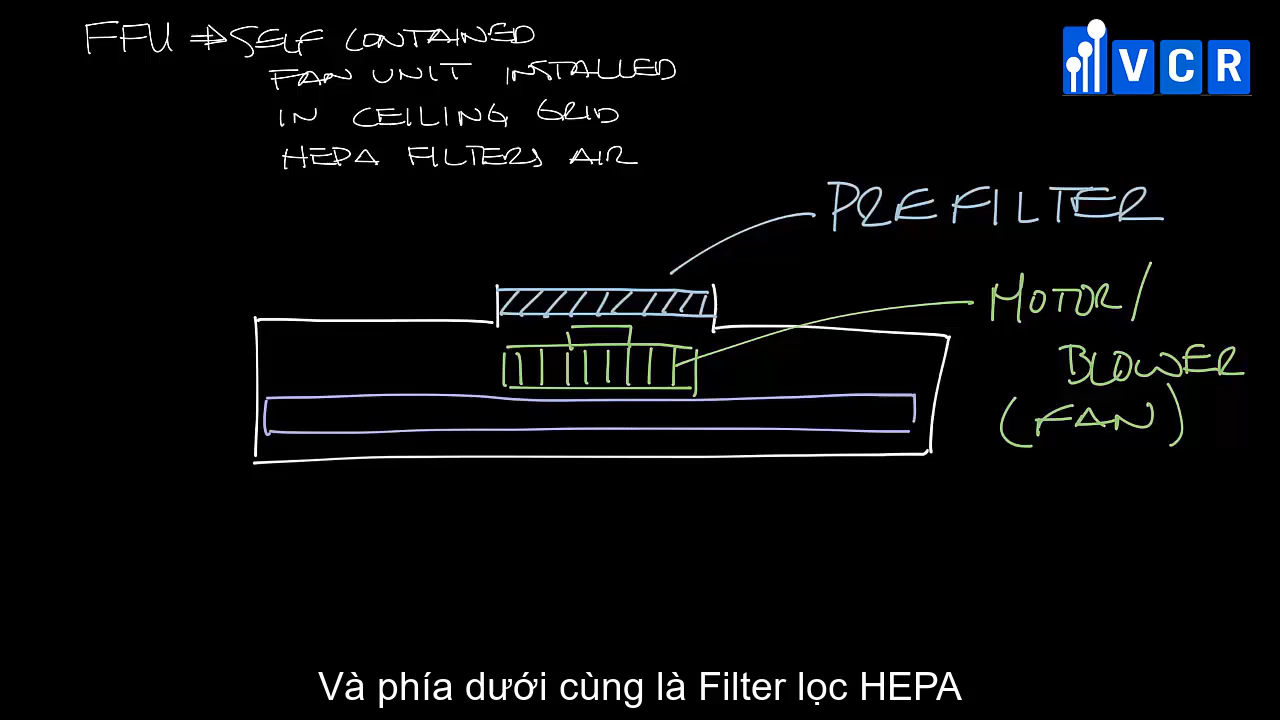 FFU ⇒ SELF CONTAINED
FAN UNIT INSTALLED
IN CEILING GRID
HEPA FILTERS AIR
VCR
PREFILTER
MOTOR/
BLOWER
(FAN)
Và phía dưới cùng là Filter lọc HEPA